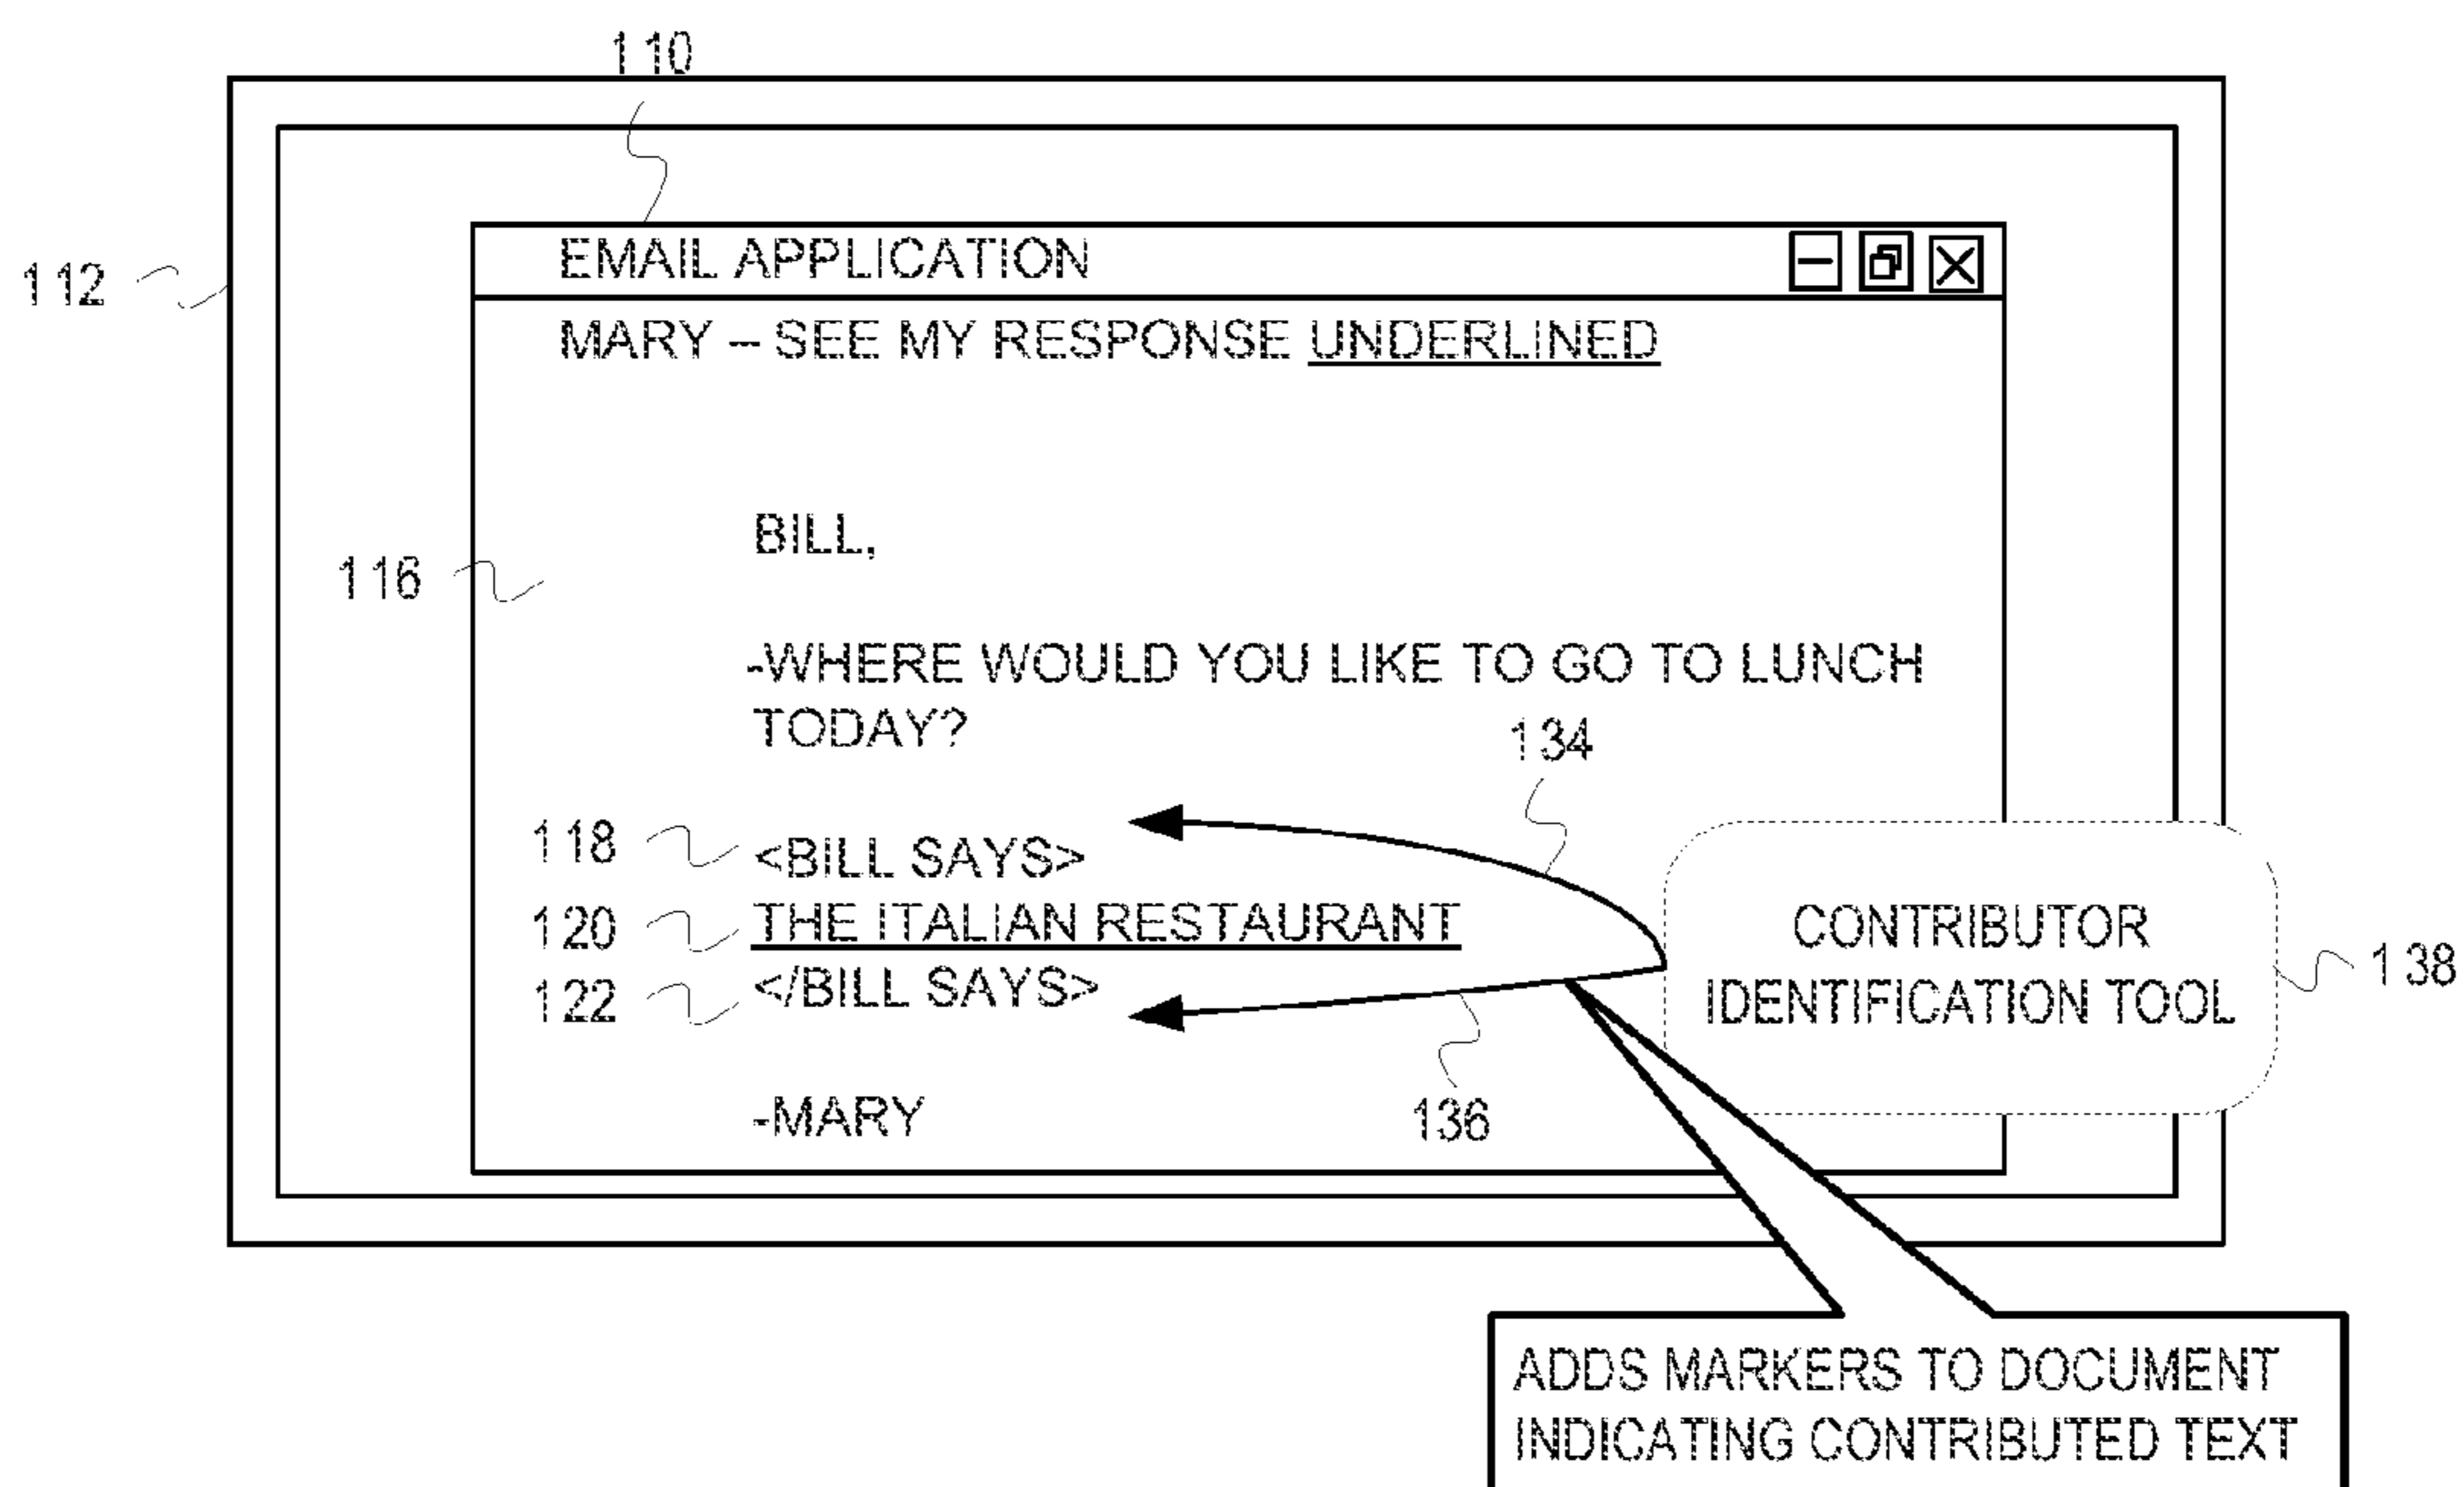 110
EMAIL APPLICATION
112
MARY – SEE MY RESPONSE UNDERLINED
BILL,
116
-WHERE WOULD YOU LIKE TO GO TO LUNCH
TODAY?
134
118
<BILL SAYS>
120
THE ITALIAN RESTAURANT
122
</BILL SAYS>
CONTRIBUTOR
IDENTIFICATION TOOL
138
-MARY
136
ADDS MARKERS TO DOCUMENT
INDICATING CONTRIBUTED TEXT